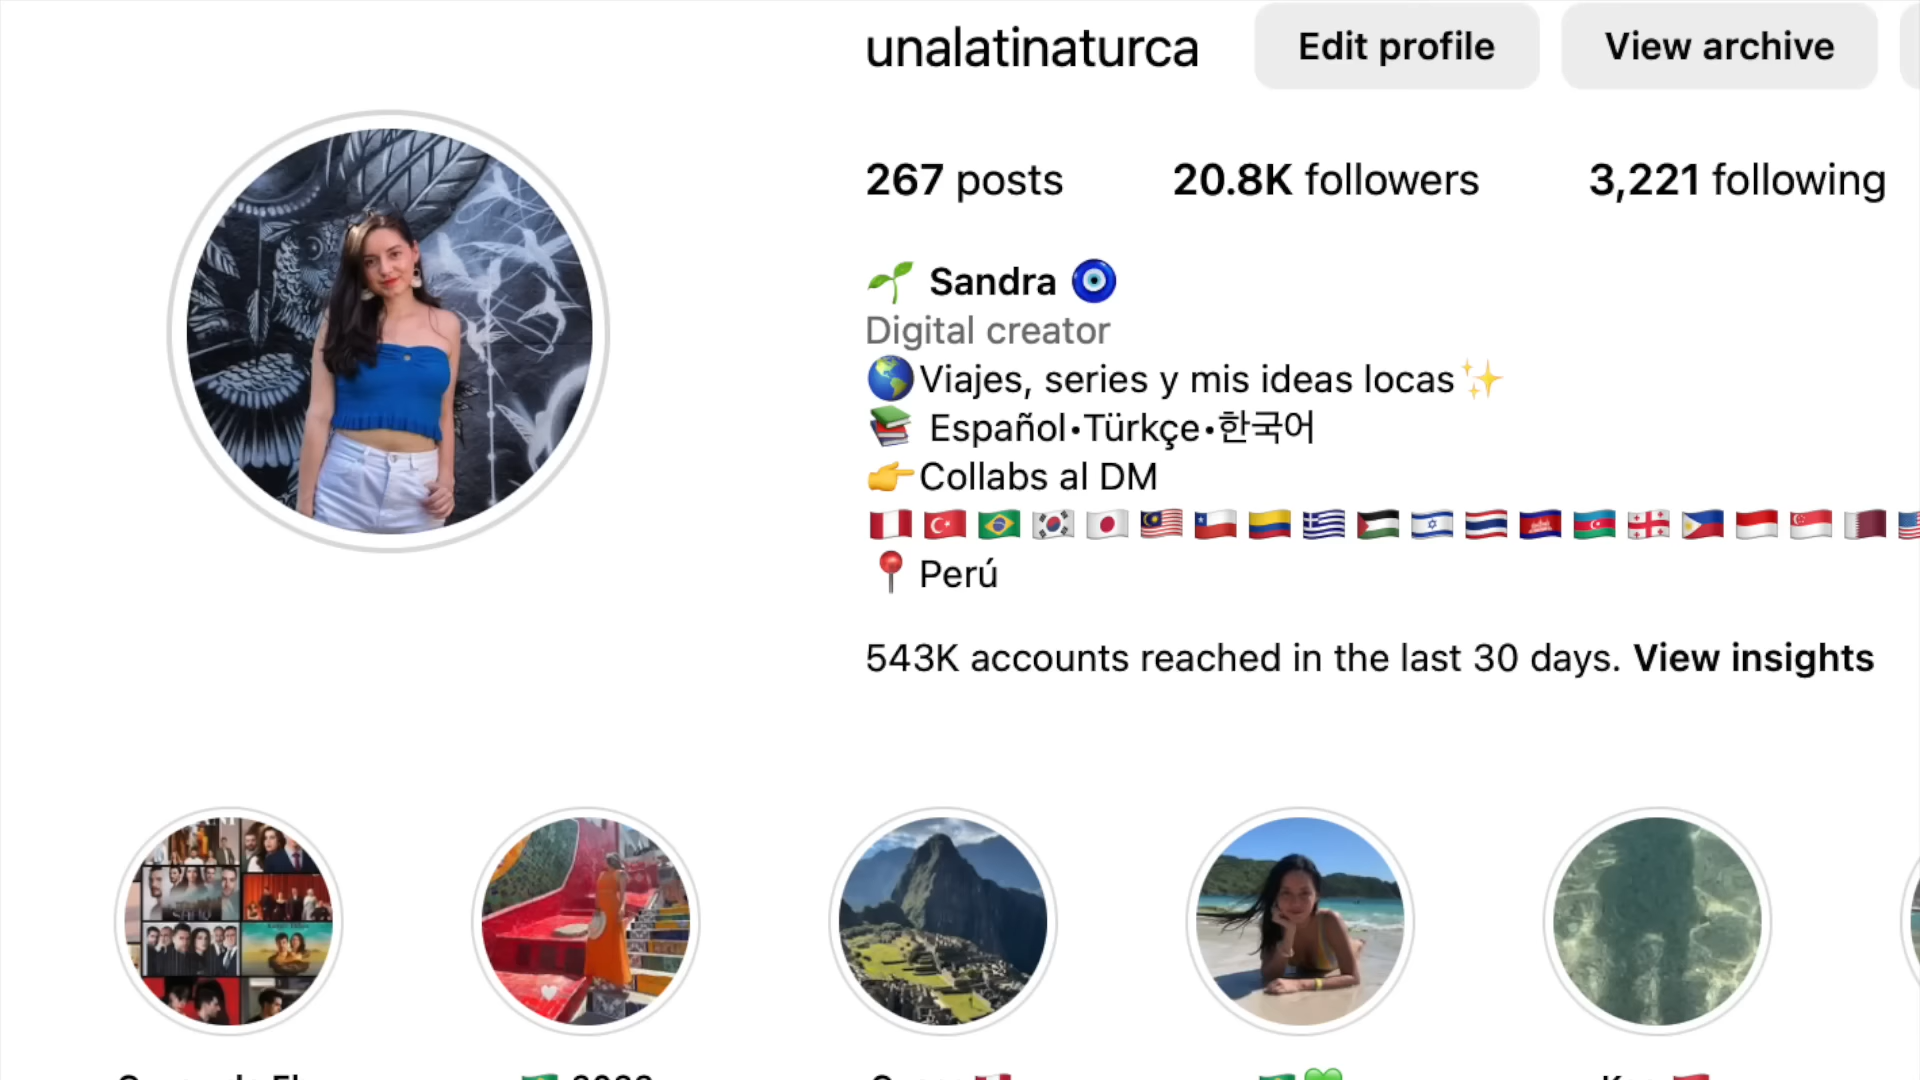 unalatinaturca Edit profile View archive
267 posts 20.8K followers 3,221 following
🌱 Sandra 🧿
Digital creator
🌎Viajes, series y mis ideas locas✨
📚 Español•Türkçe•한국어
👉Collabs al DM
🇵🇪🇹🇷🇧🇷🇰🇷🇯🇵🇲🇾🇨🇱🇨🇴🇬🇷🇵🇸🇮🇱🇹🇭🇰🇭🇦🇿🇬🇪🇵🇭🇮🇩🇸🇬🇶🇦🇺🇸
📍Perú
543K accounts reached in the last 30 days. View insights